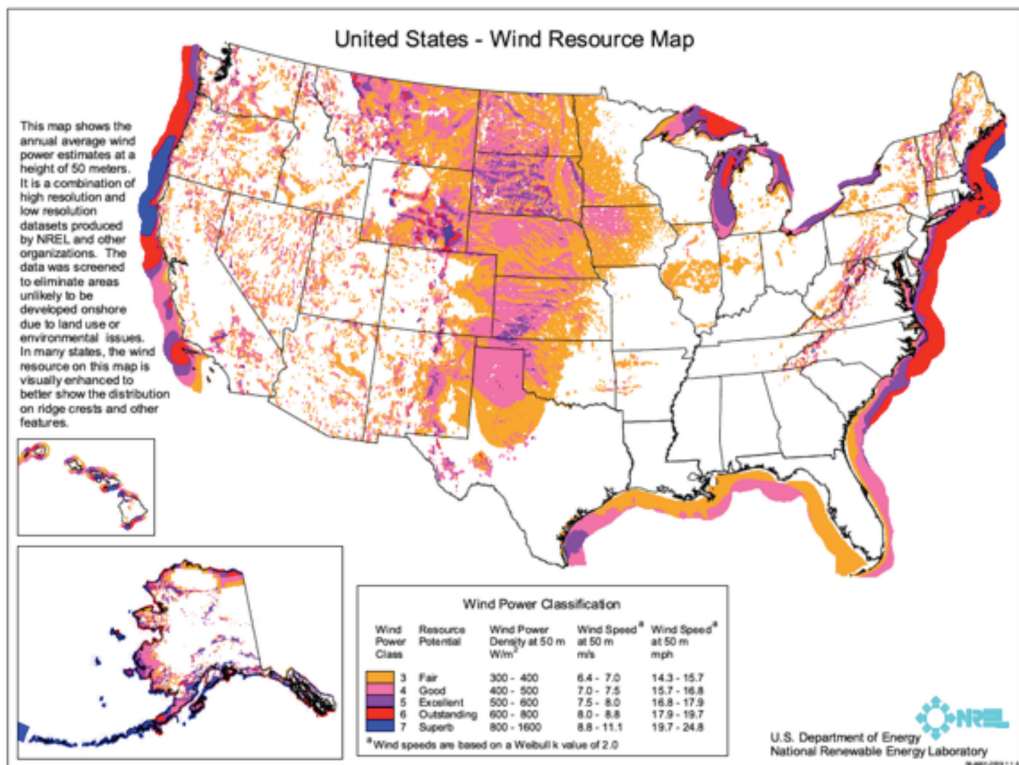 United States - Wind Resource Map
This map shows the
annual average wind
power estimates at a
height of 50 meters.
It is a combination of
high resolution and
low resolution
datasets produced
by NREL and other
organizations. The
data was screened
to eliminate areas
unlikely to be
developed onshore
due to land use or
environmental issues.
In many states, the wind
resource on this map is
visually enhanced to
better show the distribution
on ridge crests and other
features.
Wind Power Classification
Wind Power Class Resource Potential Wind Power Density at 50 m W/m² Wind Speed ᵃ at 50 m m/s Wind Speed ᵃ at 50 m mph
3 Fair 300 - 400 6.4 - 7.0 14.3 - 15.7
4 Good 400 - 500 7.0 - 7.5 15.7 - 16.8
5 Excellent 500 - 600 7.5 - 8.0 16.8 - 17.9
6 Outstanding 600 - 800 8.0 - 8.8 17.9 - 19.7
7 Superb 800 - 1600 8.8 - 11.1 19.7 - 24.8
ᵃ Wind speeds are based on a Weibull k value of 2.0
NREL
U.S. Department of Energy
National Renewable Energy Laboratory